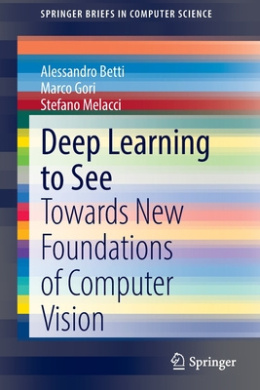 SPRINGER BRIEFS IN COMPUTER SCIENCE
Alessandro Betti
Marco Gori
Stefano Melacci
Deep Learning
to See
Towards New
Foundations
of Computer
Vision
Springer